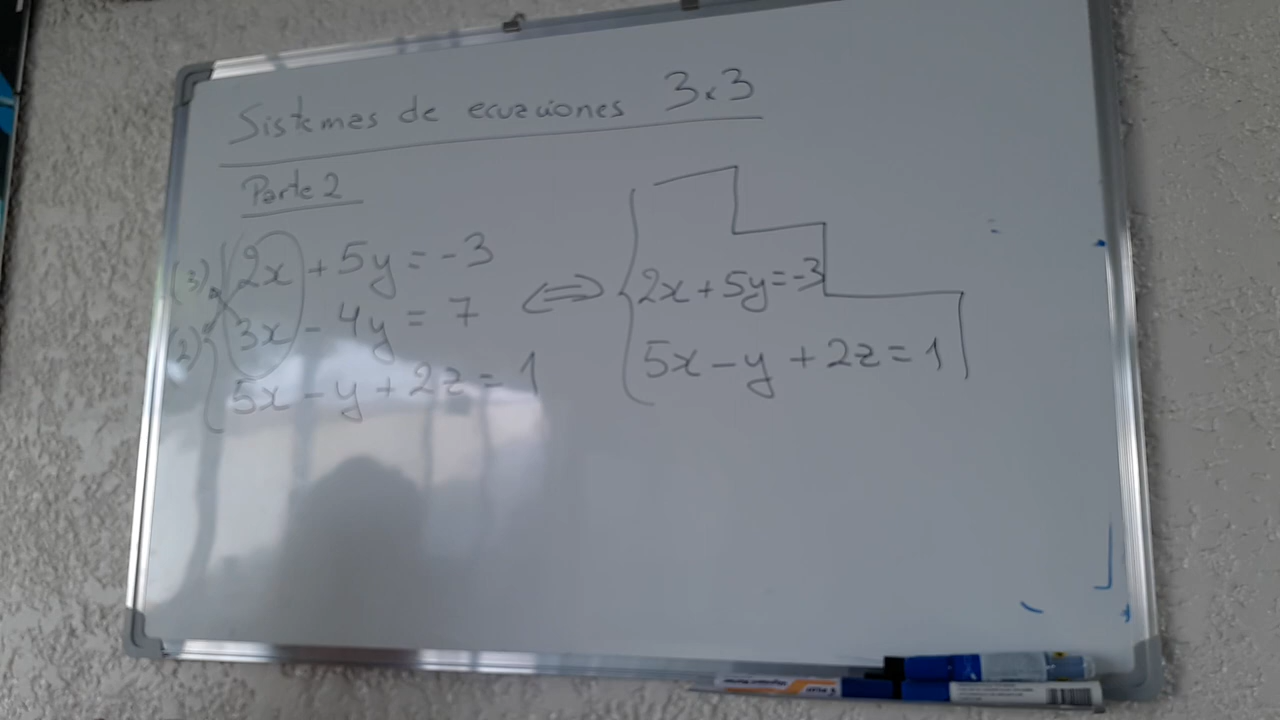 Sistemas de ecuaciones 3x3
Parte 2
(3) 2x + 5y = -3
(2) 3x - 4y = 7
5x - y + 2z = 1
⇔
2x + 5y = -3
5x - y + 2z = 1